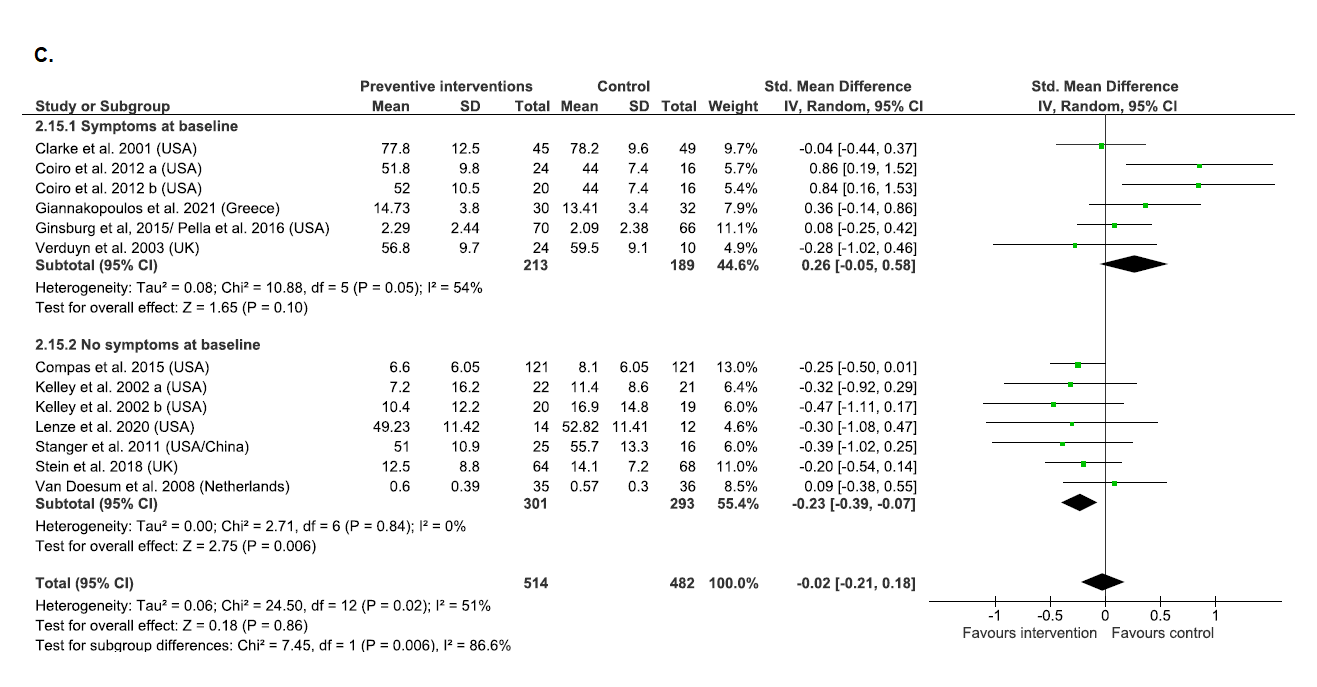 C.
Preventive interventions Control Std. Mean Difference Std. Mean Difference
Study or Subgroup Mean SD Total Mean SD Total Weight IV, Random, 95% CI IV, Random, 95% CI
2.15.1 Symptoms at baseline
Clarke et al. 2001 (USA) 77.8 12.5 45 78.2 9.6 49 9.7% -0.04 [-0.44, 0.37]
Coiro et al. 2012 a (USA) 51.8 9.8 24 44 7.4 16 5.7% 0.86 [0.19, 1.52]
Coiro et al. 2012 b (USA) 52 10.5 20 44 7.4 16 5.4% 0.84 [0.16, 1.53]
Giannakopoulos et al. 2021 (Greece) 14.73 3.8 30 13.41 3.4 32 7.9% 0.36 [-0.14, 0.86]
Ginsburg et al, 2015/ Pella et al. 2016 (USA) 2.29 2.44 70 2.09 2.38 66 11.1% 0.08 [-0.25, 0.42]
Verduyn et al. 2003 (UK) 56.8 9.7 24 59.5 9.1 10 4.9% -0.28 [-1.02, 0.46]
Subtotal (95% CI) 213 189 44.6% 0.26 [-0.05, 0.58]
Heterogeneity: Tau² = 0.08; Chi² = 10.88, df = 5 (P = 0.05); I² = 54%
Test for overall effect: Z = 1.65 (P = 0.10)
2.15.2 No symptoms at baseline
Compas et al. 2015 (USA) 6.6 6.05 121 8.1 6.05 121 13.0% -0.25 [-0.50, 0.01]
Kelley et al. 2002 a (USA) 7.2 16.2 22 11.4 8.6 21 6.4% -0.32 [-0.92, 0.29]
Kelley et al. 2002 b (USA) 10.4 12.2 20 16.9 14.8 19 6.0% -0.47 [-1.11, 0.17]
Lenze et al. 2020 (USA) 49.23 11.42 14 52.82 11.41 12 4.6% -0.30 [-1.08, 0.47]
Stanger et al. 2011 (USA/China) 51 10.9 25 55.7 13.3 16 6.0% -0.39 [-1.02, 0.25]
Stein et al. 2018 (UK) 12.5 8.8 64 14.1 7.2 68 11.0% -0.20 [-0.54, 0.14]
Van Doesum et al. 2008 (Netherlands) 0.6 0.39 35 0.57 0.3 36 8.5% 0.09 [-0.38, 0.55]
Subtotal (95% CI) 301 293 55.4% -0.23 [-0.39, -0.07]
Heterogeneity: Tau² = 0.00; Chi² = 2.71, df = 6 (P = 0.84); I² = 0%
Test for overall effect: Z = 2.75 (P = 0.006)
Total (95% CI) 514 482 100.0% -0.02 [-0.21, 0.18]
Heterogeneity: Tau² = 0.06; Chi² = 24.50, df = 12 (P = 0.02); I² = 51%
Test for overall effect: Z = 0.18 (P = 0.86)
Test for subgroup differences: Chi² = 7.45, df = 1 (P = 0.006), I² = 86.6%
-1 -0.5 0 0.5 1
Favours intervention Favours control